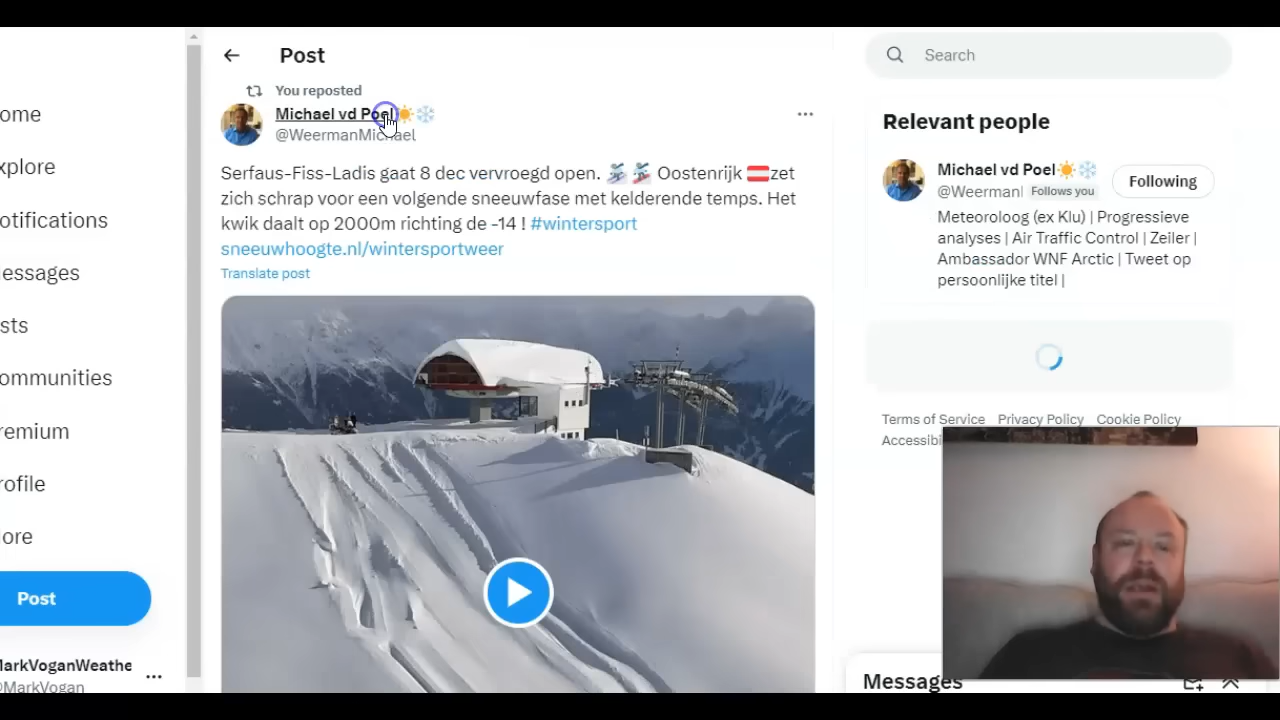 ome
xplore
otifications
essages
sts
ommunities
remium
rofile
ore
Post
MarkVoganWeathe
@MarkVogan
Post
You reposted
Michael vd Poel
@WeermanMichael
Serfaus-Fiss-Ladis gaat 8 dec vervroegd open. Oostenrijk zet
zich schrap voor een volgende sneeuwfase met kelderende temps. Het
kwik daalt op 2000m richting de -14 ! #wintersport
sneeuwhoogte.nl/wintersportweer
Translate post
Search
Relevant people
Michael vd Poel
@Weerman Follows you
Following
Meteoroloog (ex Klu) | Progressieve
analyses | Air Traffic Control | Zeiler |
Ambassador WNF Arctic | Tweet op
persoonlijke titel |
Terms of Service Privacy Policy Cookie Policy
Accessibi
Messages